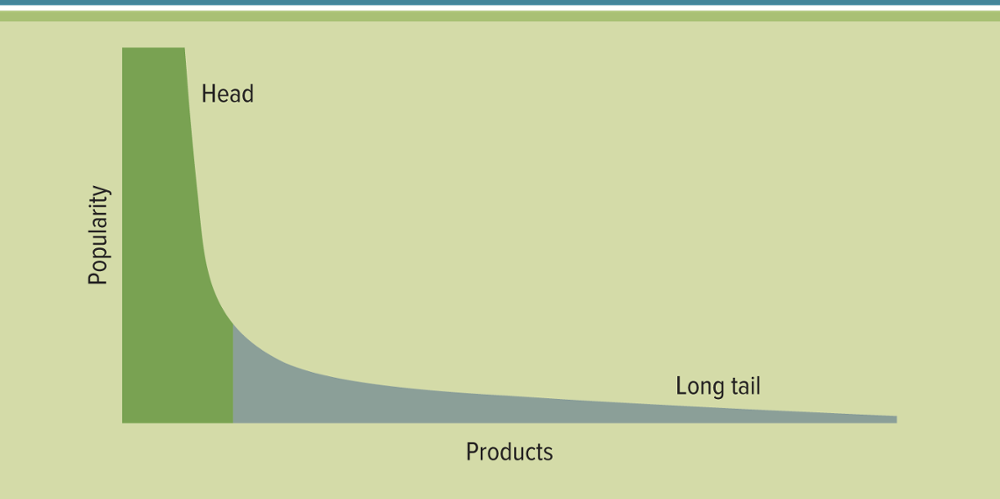 Head
Popularity
Long tail
Products